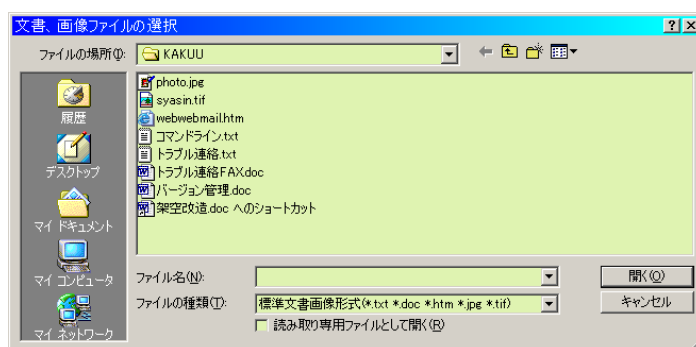 文書、画像ファイルの選択
ファイルの場所(I):
KAKUU
履歴
デスクトップ
マイ ドキュメント
マイ コンピュータ
マイ ネットワーク
photo.jpg
syasin.tif
webwebmail.htm
コマンドライン.txt
トラブル連絡.txt
トラブル連絡FAX.doc
バージョン管理.doc
架空改造.doc へのショートカット
ファイル名(N):
開く(O)
ファイルの種類(T):
標準文書画像形式(*.txt *.doc *.htm *.jpg *.tif)
キャンセル
読み取り専用ファイルとして開く(R)